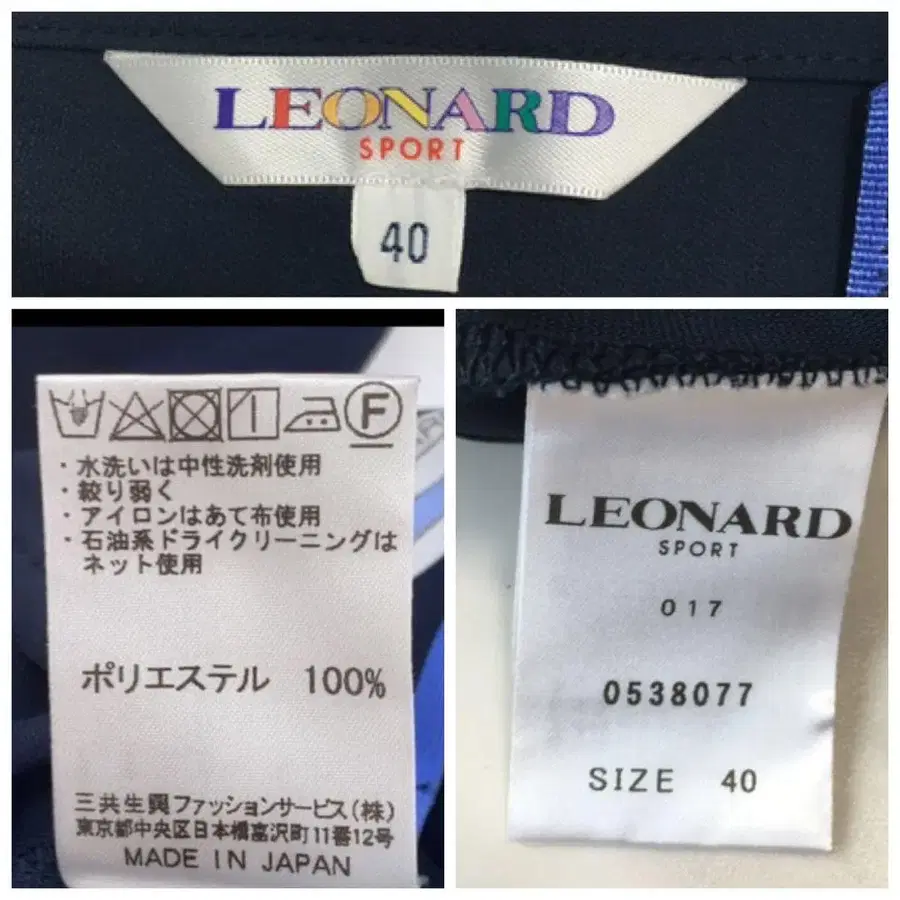 LEONARD
SPORT
40
F
・水洗いは中性洗剤使用
・絞り弱く
・アイロンはあて布使用
・石油系ドライクリーニングは
ネット使用
ポリエステル 100%
三共生興ファッションサービス(株)
東京都中央区日本橋富沢町11番12号
MADE IN JAPAN
LEONARD
SPORT
017
0538077
SIZE 40